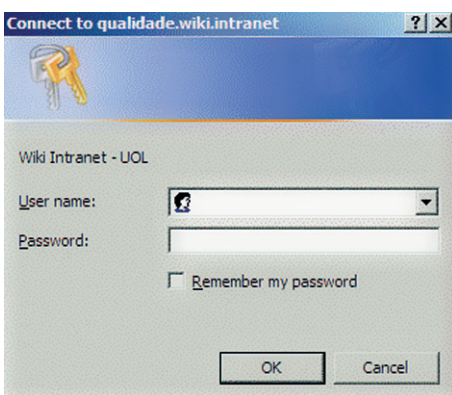 Connect to qualidade.wiki.intranet
Wiki Intranet - UOL
User name:
Password:
Remember my password
OK
Cancel